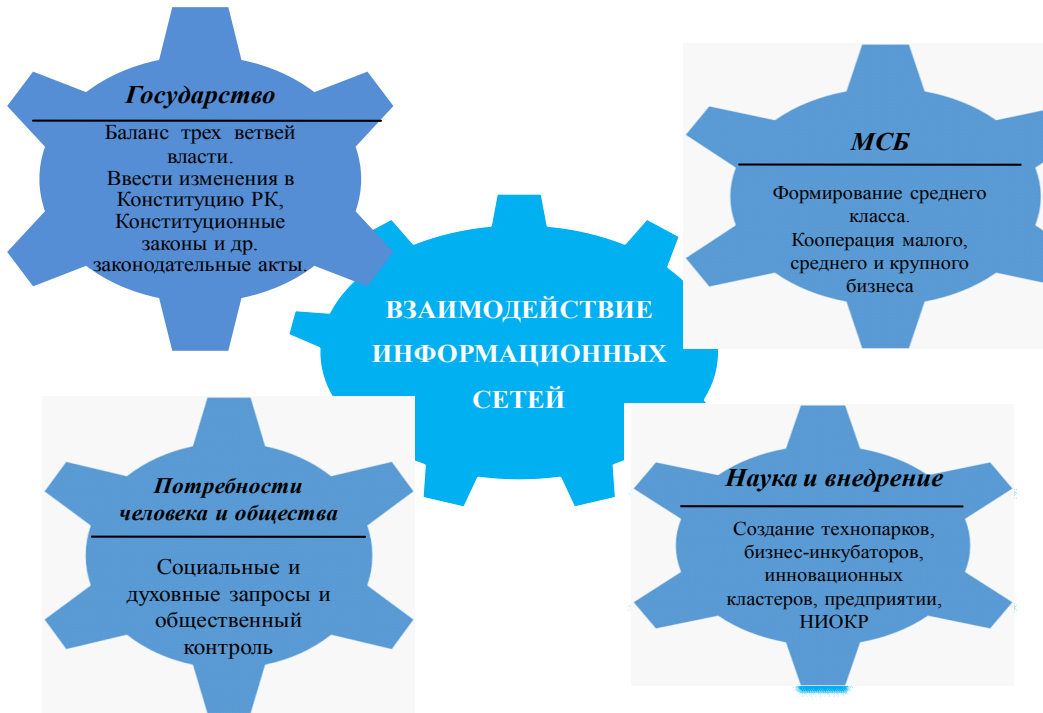 Государство
Баланс трех ветвей
власти.
Ввести изменения в
Конституцию РК,
Конституционные
законы и др.
законодательные акты.
МСБ
Формирование среднего
класса.
Кооперация малого,
среднего и крупного
бизнеса
ВЗАИМОДЕЙСТВИЕ
ИНФОРМАЦИОННЫХ
СЕТЕЙ
Потребности
человека и общества
Социальные и
духовные запросы и
общественный
контроль
Наука и внедрение
Создание технопарков,
бизнес-инкубаторов,
инновационных
кластеров, предприятии,
НИОКР